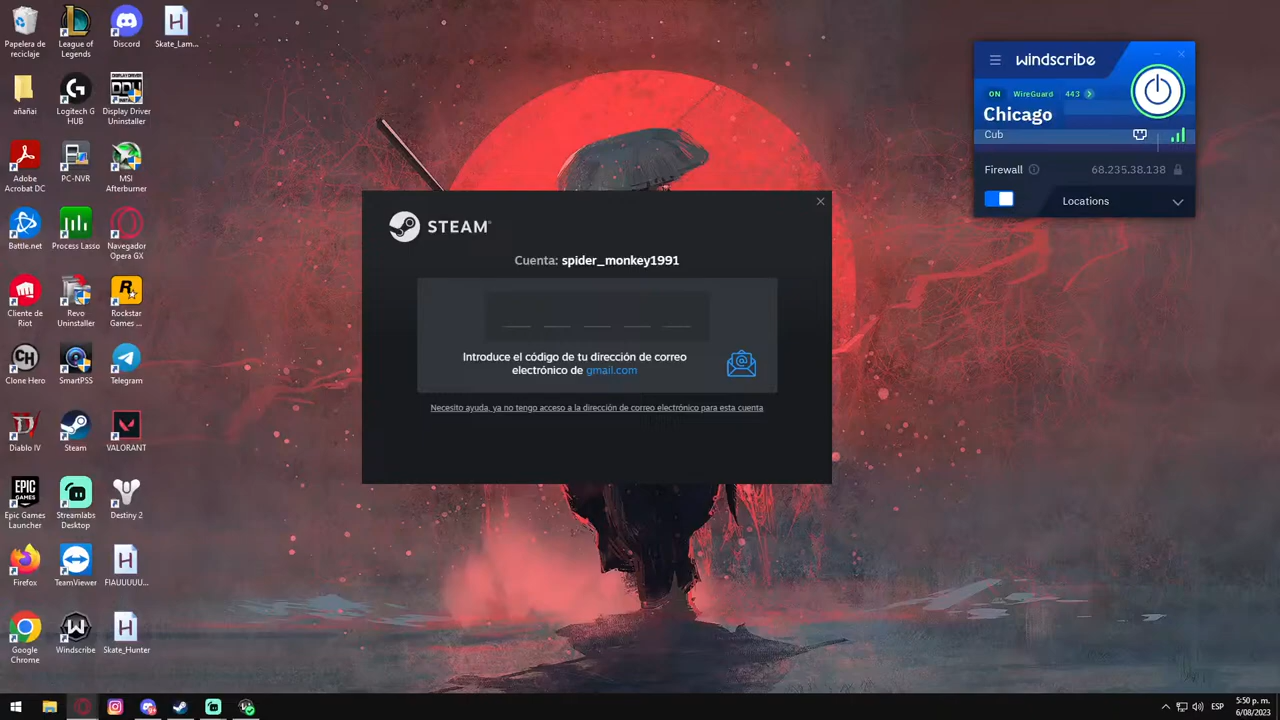 Papelera de
reciclaje
League of
Legends
Discord
Skate_Lam...
añañai
Logitech G
HUB
Display Driver
Uninstaller
Adobe
Acrobat DC
PC-NVR
MSI
Afterburner
Battle.net
Process Lasso
Navegador
Opera GX
Cliente de
Riot
Revo
Uninstaller
Rockstar
Games ...
Clone Hero
SmartPSS
Telegram
Diablo IV
Steam
VALORANT
EPIC
GAMES
Epic Games
Launcher
Streamlabs
Desktop
Destiny 2
Firefox
TeamViewer
FIAUUUU...
Google
Chrome
Windscribe
Skate_Hunter
STEAM
Cuenta: spider_monkey1991
Introduce el código de tu dirección de correo
electrónico de gmail.com
Necesito ayuda, ya no tengo acceso a la dirección de correo electrónico para esta cuenta
windscribe
ON WireGuard 443
Chicago
Cub
Firewall 68.235.38.138
Locations
ESP
5:50 p. m.
6/08/2023